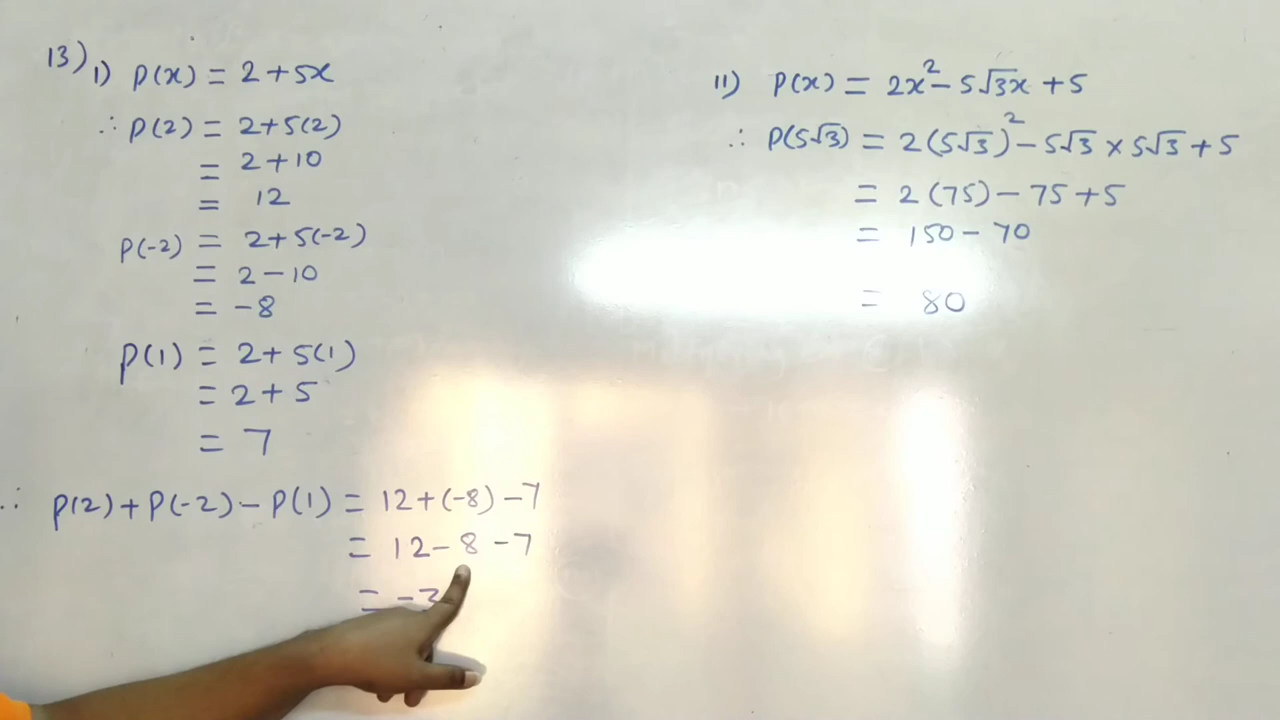 13) i) p(x) = 2 + 5x
∴ p(2) = 2+5(2)
= 2+10
= 12
p(-2) = 2+5(-2)
= 2-10
= -8
p(1) = 2+ 5(1)
= 2+5
= 7
∴ p(2)+p(-2)- p(1) = 12+(-8)-7
= 12-8-7
= -3
ii) p(x) = 2x² - 5√3x + 5
∴ p(5√3) = 2(5√3)² - 5√3 × 5√3 + 5
= 2(75) - 75 +5
= 150 - 70
= 80